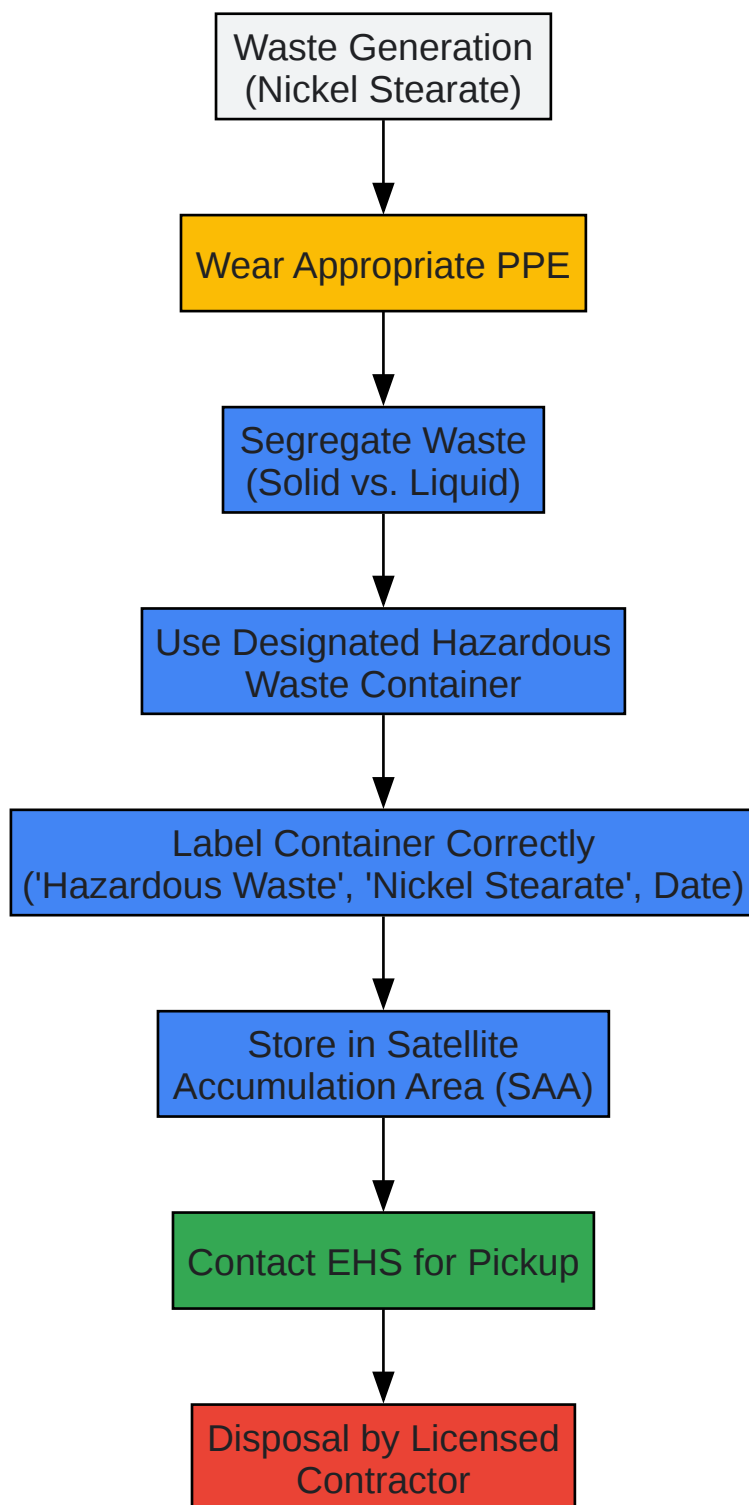 Waste Generation
(Nickel Stearate)
Wear Appropriate PPE
Segregate Waste
(Solid vs. Liquid)
Use Designated Hazardous
Waste Container
Label Container Correctly
('Hazardous Waste', 'Nickel Stearate', Date)
Store in Satellite
Accumulation Area (SAA)
Contact EHS for Pickup
Disposal by Licensed
Contractor